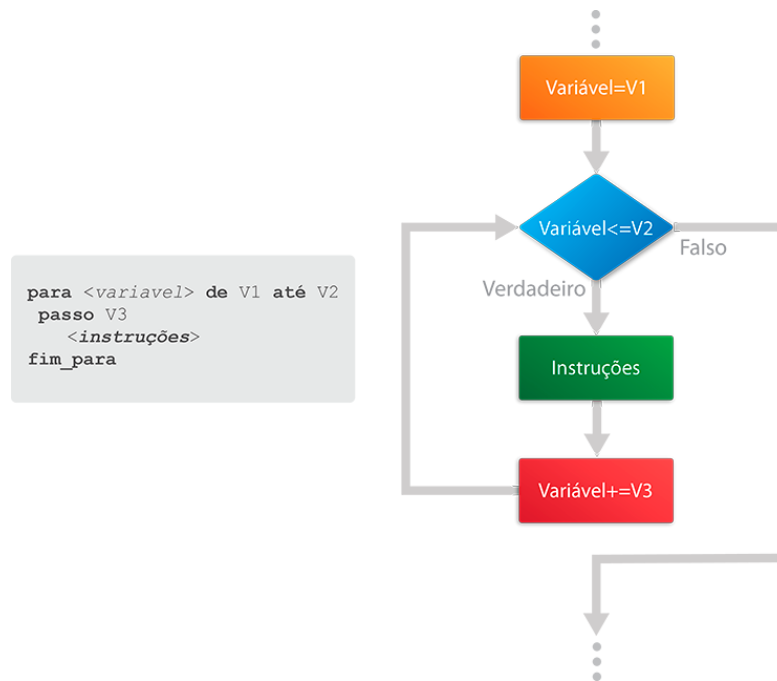 para <variavel> de V1 até V2
passo V3
<instruções>
fim_para
Variável=V1
Variável<=V2
Falso
Verdadeiro
Instruções
Variável+=V3